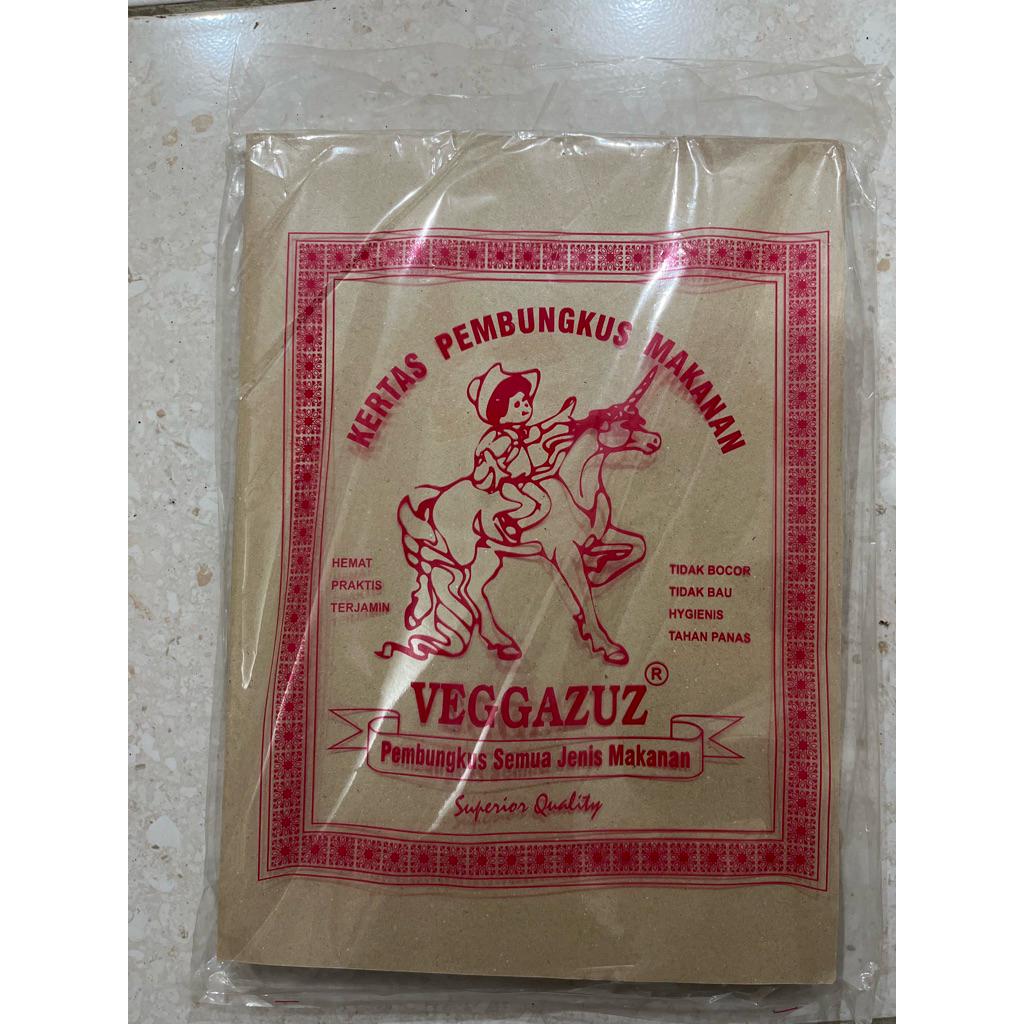 KERTAS PEMBUNGKUS MAKANAN
HEMAT
PRAKTIS
TERJAMIN
TIDAK BOCOR
TIDAK BAU
HYGIENIS
TAHAN PANAS
VEGGAZUZ ®
Pembungkus Semua Jenis Makanan
Superior Quality